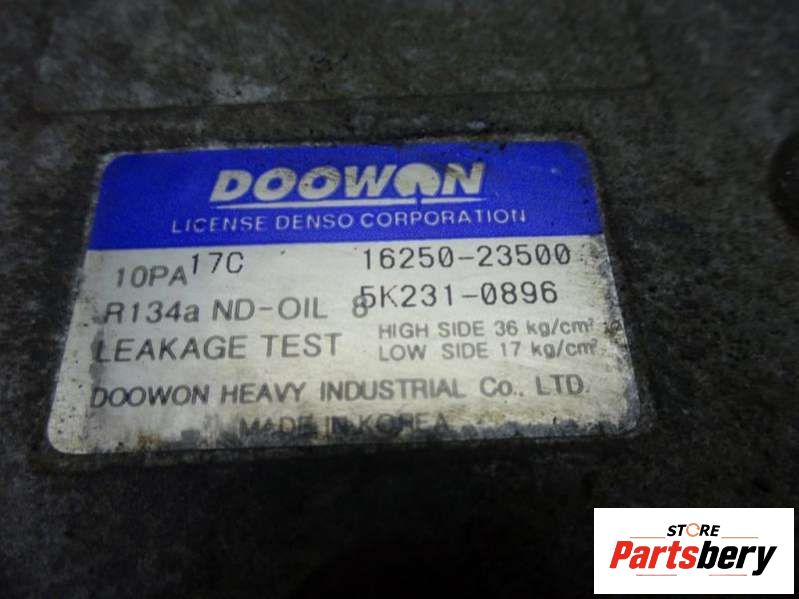 DOOWON
LICENSE DENSO CORPORATION
10PA17C 16250-23500
R134a ND-OIL 8 5K231-0896
LEAKAGE TEST HIGH SIDE 36 kg/cm²
LOW SIDE 17 kg/cm²
DOOWON HEAVY INDUSTRIAL Co., LTD.
MADE IN KOREA
STORE
Partsbery